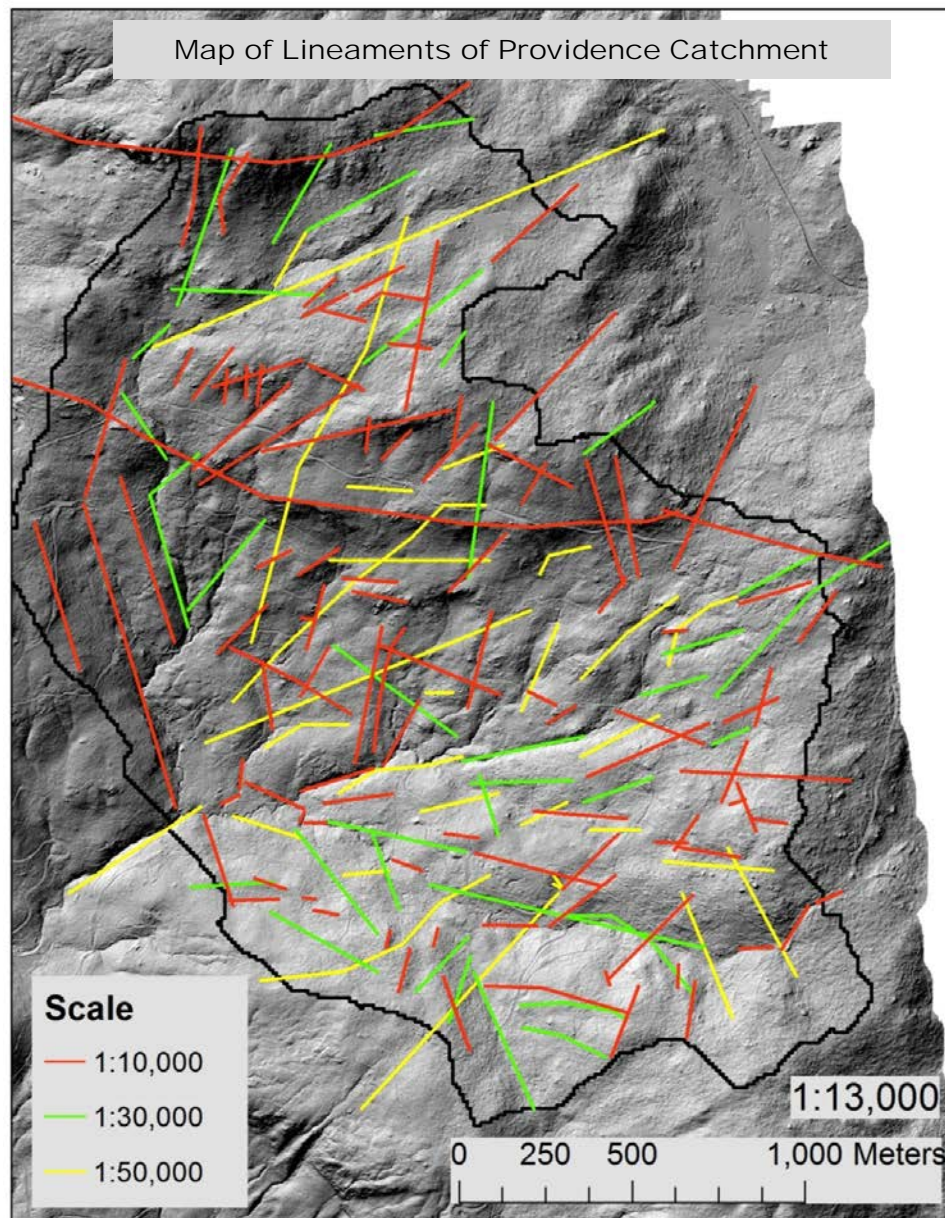 Map of Lineaments of Providence Catchment
Scale
1:10,000
1:30,000
1:50,000
1:13,000
0 250 500 1,000 Meters